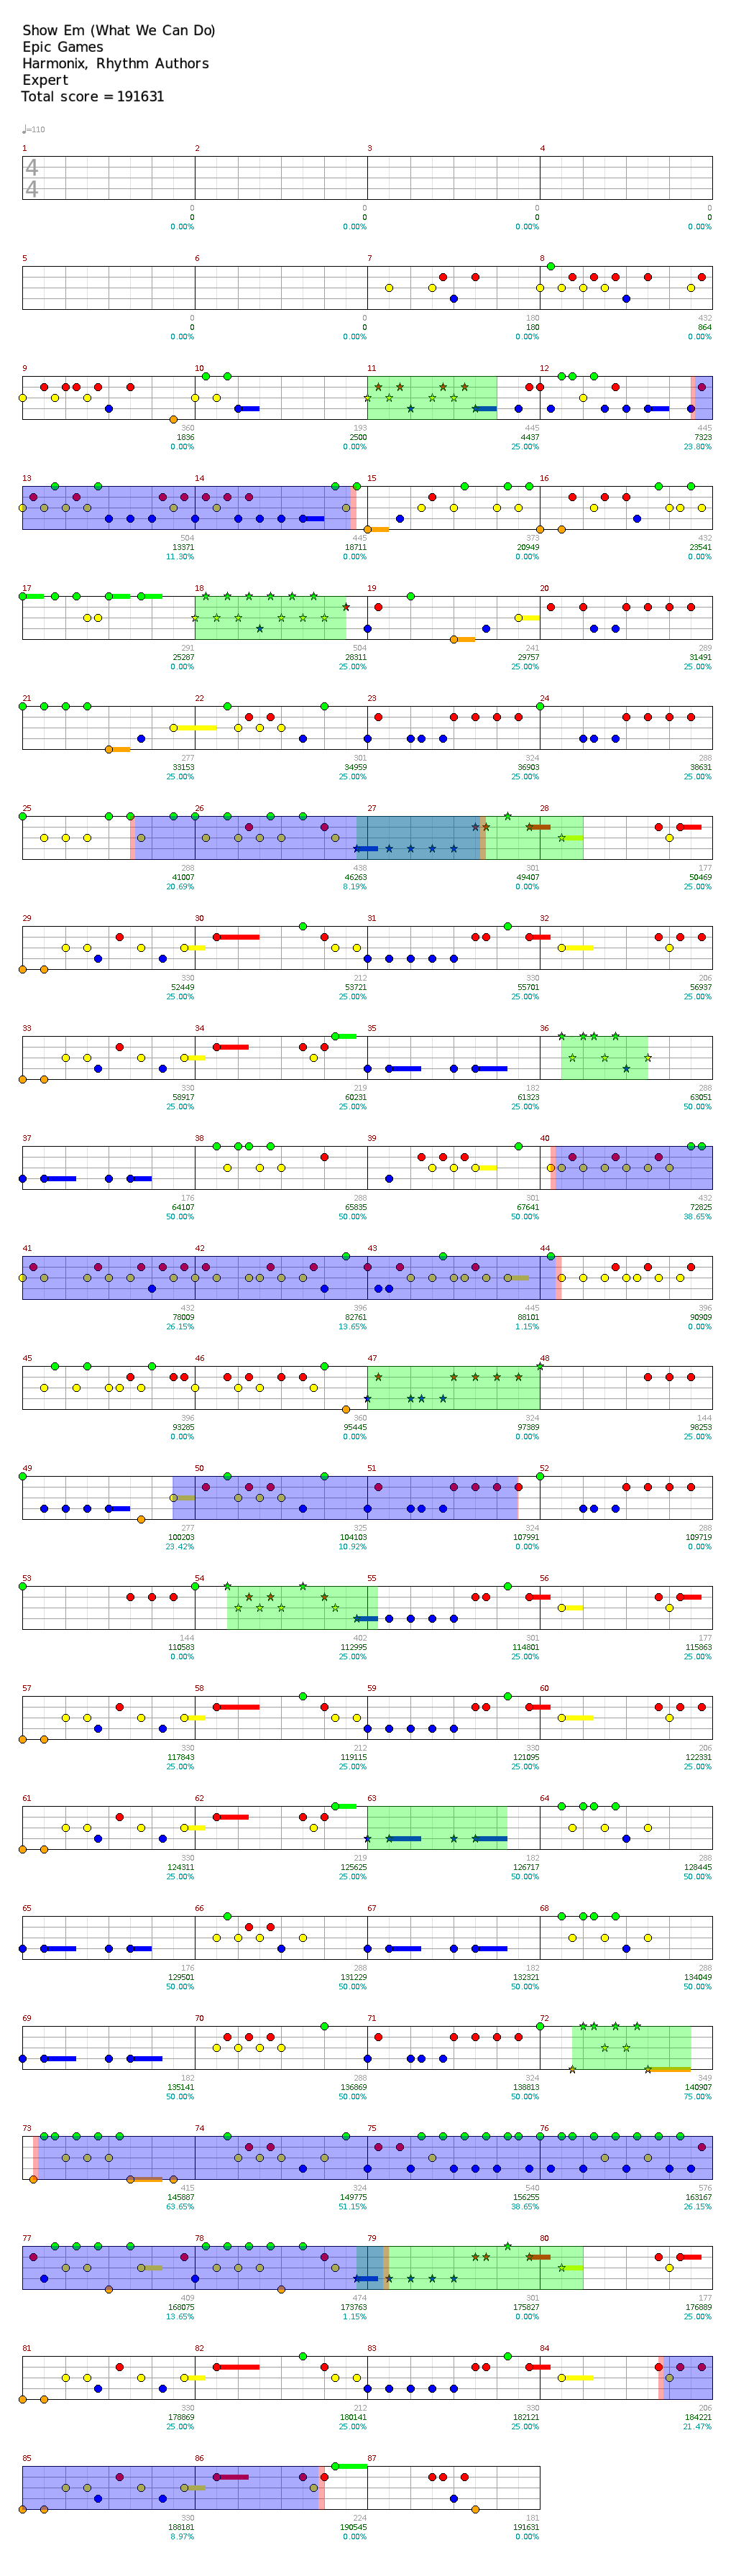 Show Em (What We Can Do)
Epic Games
Harmonix, Rhythm Authors
Expert
Total score = 191631
♩=110
1 2 3 4
4
4
0 0 0 0
0 0 0 0
0.00% 0.00% 0.00% 0.00%
5 6 7 8
0 0 180 432
0 0 180 864
0.00% 0.00% 0.00% 0.00%
9 10 11 12
360 193 445 445
1836 2500 4437 7323
0.00% 0.00% 25.00% 23.80%
13 14 15 16
504 445 373 432
13371 18711 20949 23541
11.30% 0.00% 0.00% 0.00%
17 18 19 20
291 504 241 289
25287 28311 29757 31491
0.00% 25.00% 25.00% 25.00%
21 22 23 24
277 301 324 288
33153 34959 36903 38631
25.00% 25.00% 25.00% 25.00%
25 26 27 28
288 438 301 177
41007 46263 49407 50469
20.69% 8.19% 0.00% 25.00%
29 30 31 32
330 212 330 206
52449 53721 55701 56937
25.00% 25.00% 25.00% 25.00%
33 34 35 36
330 219 182 288
58917 60231 61323 63051
25.00% 25.00% 25.00% 50.00%
37 38 39 40
176 288 301 432
64107 65835 67641 72825
50.00% 50.00% 50.00% 38.65%
41 42 43 44
432 396 445 396
78009 82761 88101 90909
26.15% 13.65% 1.15% 0.00%
45 46 47 48
396 360 324 144
93285 95445 97389 98253
0.00% 0.00% 25.00% 25.00%
49 50 51 52
277 325 324 288
100203 104103 107991 109719
23.42% 10.92% 0.00% 0.00%
53 54 55 56
144 402 301 177
110583 112995 114801 115863
0.00% 25.00% 25.00% 25.00%
57 58 59 60
330 212 330 206
117843 119115 121095 122331
25.00% 25.00% 25.00% 25.00%
61 62 63 64
330 219 182 288
124311 125625 126717 128445
25.00% 25.00% 50.00% 50.00%
65 66 67 68
176 288 182 288
129501 131229 132321 134049
50.00% 50.00% 50.00% 50.00%
69 70 71 72
182 288 324 349
135141 136869 138813 140907
50.00% 50.00% 50.00% 75.00%
73 74 75 76
415 324 540 576
145887 149775 156255 163167
63.65% 51.15% 38.65% 26.15%
77 78 79 80
409 474 301 177
168075 173763 175827 176889
13.65% 1.15% 0.00% 25.00%
81 82 83 84
330 212 330 206
178869 180141 182121 184221
25.00% 25.00% 25.00% 21.47%
85 86 87
330 224 181
188181 190545 191631
8.97% 0.00% 0.00%